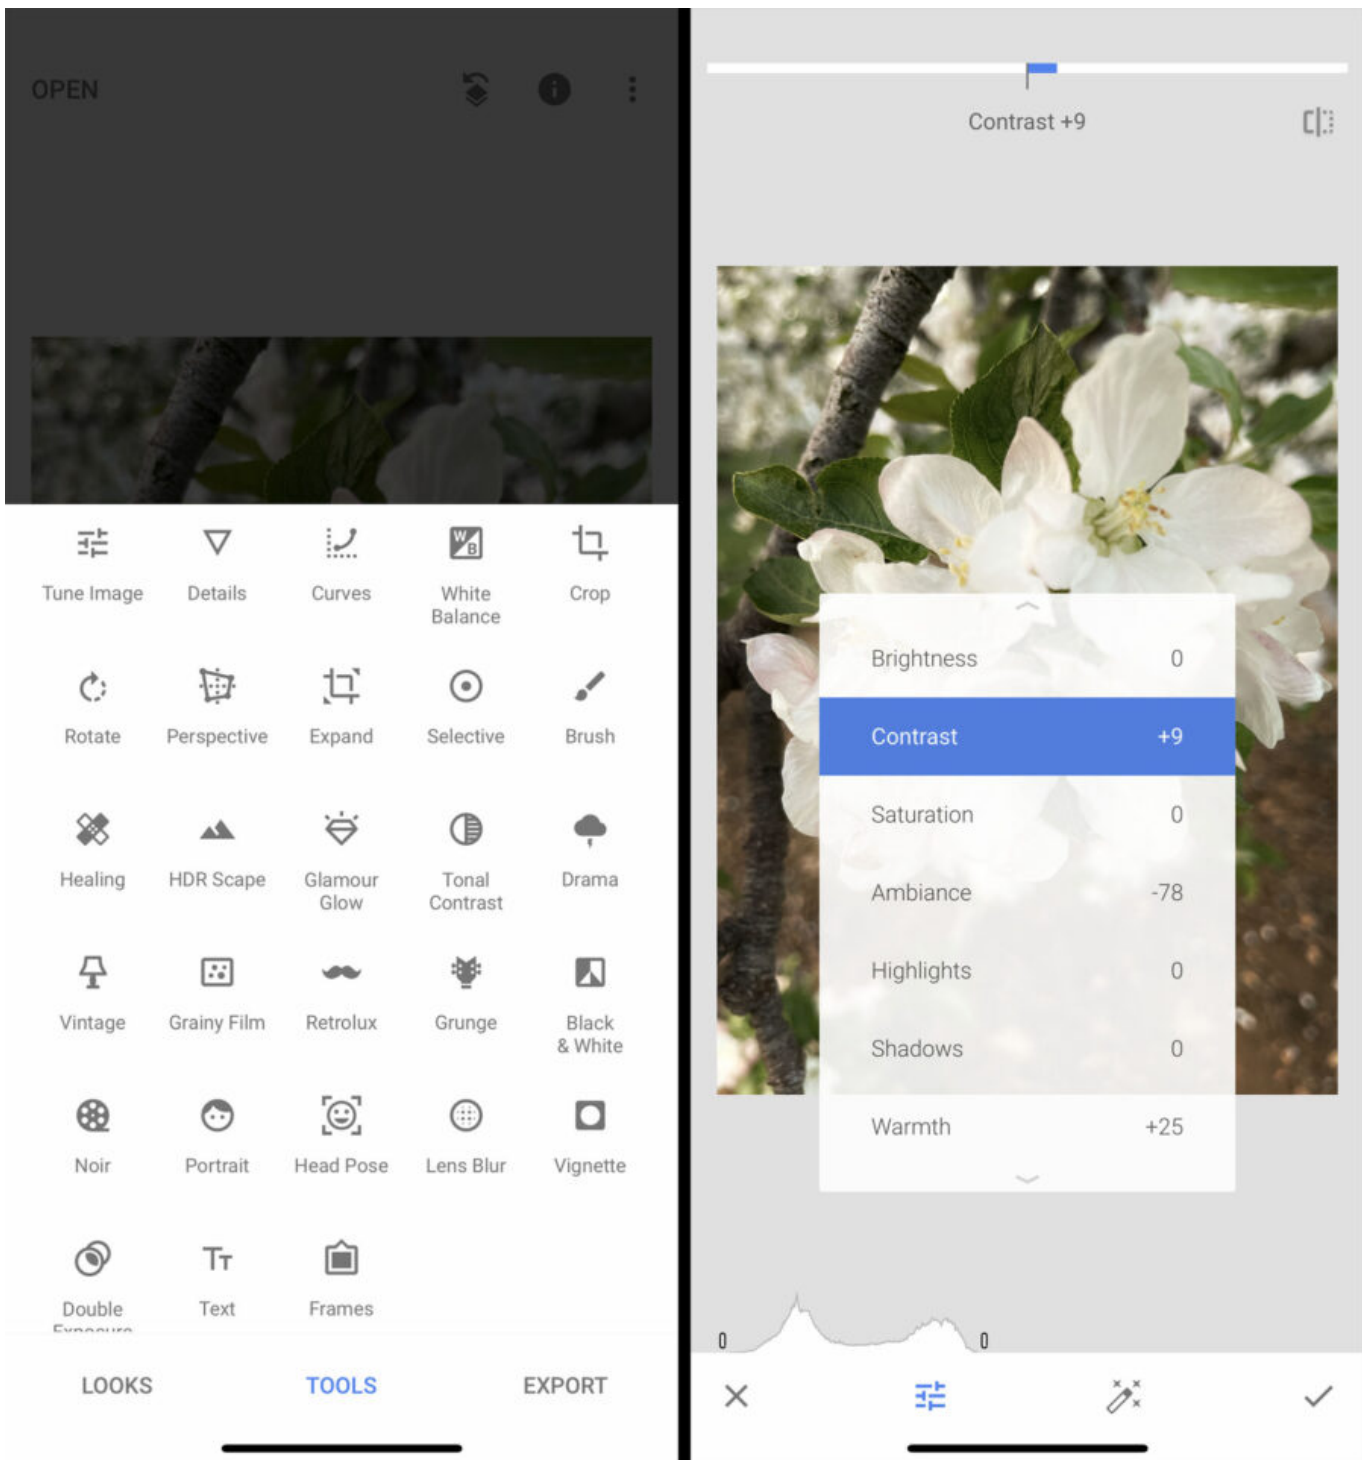 OPEN
Tune Image
Details
Curves
White
Balance
Crop
Rotate
Perspective
Expand
Selective
Brush
Healing
HDR Scape
Glamour
Glow
Tonal
Contrast
Drama
Vintage
Grainy Film
Retrolux
Grunge
Black
& White
Noir
Portrait
Head Pose
Lens Blur
Vignette
Double
Exposure
Text
Frames
LOOKS
TOOLS
EXPORT
Contrast +9
Brightness 0
Contrast +9
Saturation 0
Ambiance -78
Highlights 0
Shadows 0
Warmth +25
0 0